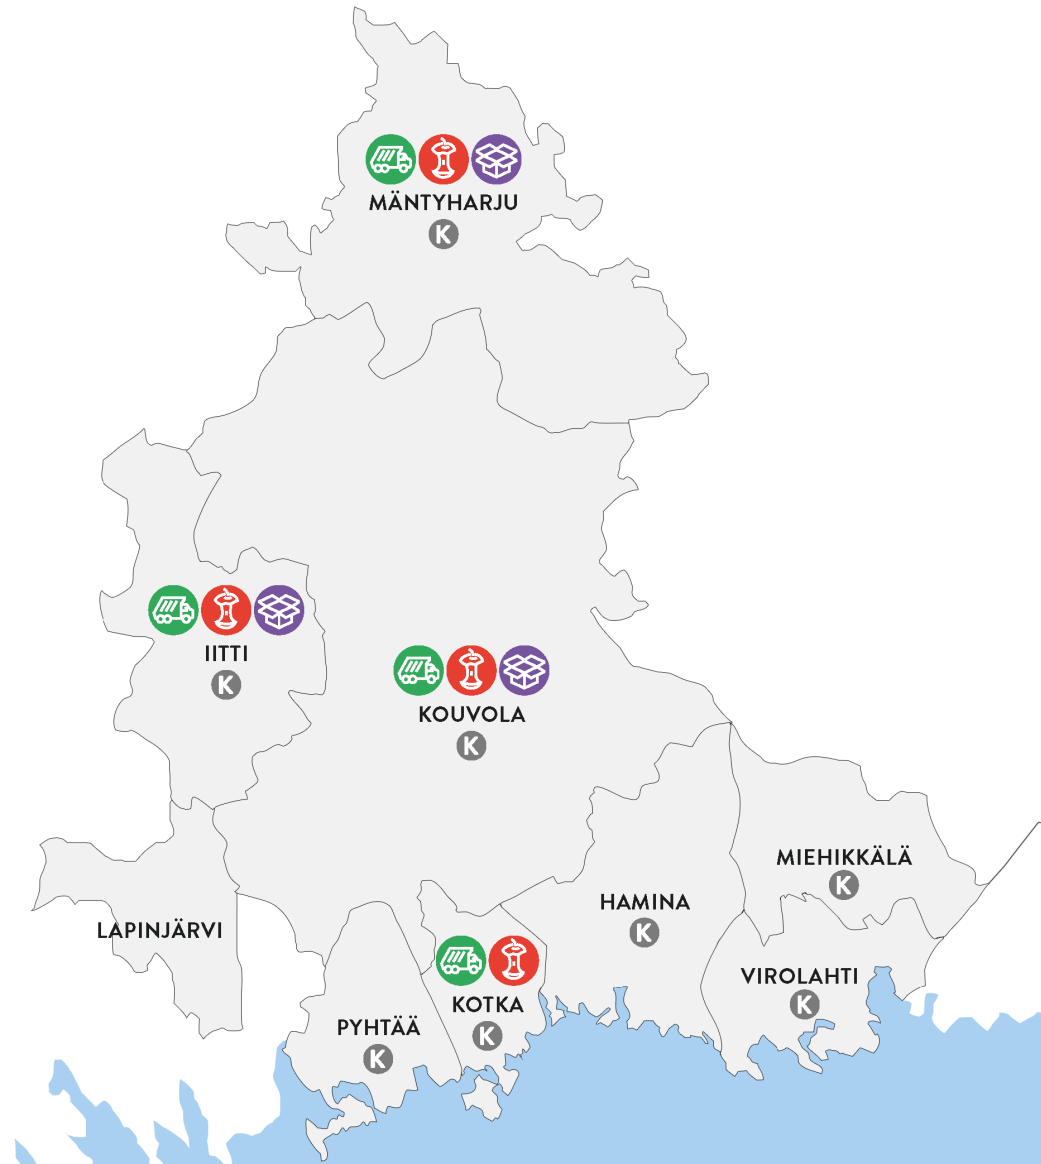 MÄNTYHARJU
K
IITTI
K
KOUVOLA
K
MIEHIKKÄLÄ
K
HAMINA
K
LAPINJÄRVI
VIROLAHTI
K
KOTKA
K
PYHTÄÄ
K